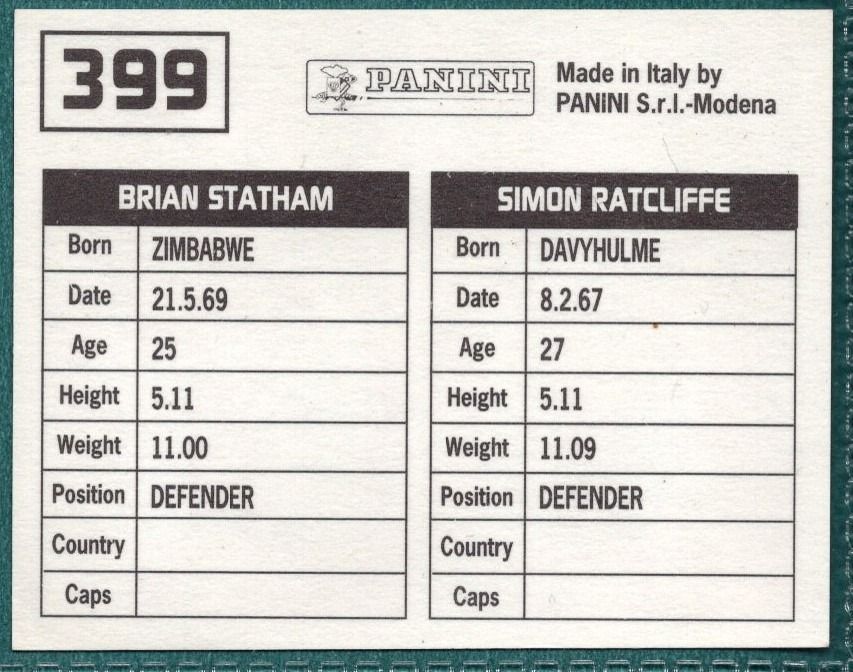 399
PANINI
Made in Italy by
PANINI S.r.l.-Modena
BRIAN STATHAM
Born ZIMBABWE
Date 21.5.69
Age 25
Height 5.11
Weight 11.00
Position DEFENDER
Country
Caps
SIMON RATCLIFFE
Born DAVYHULME
Date 8.2.67
Age 27
Height 5.11
Weight 11.09
Position DEFENDER
Country
Caps